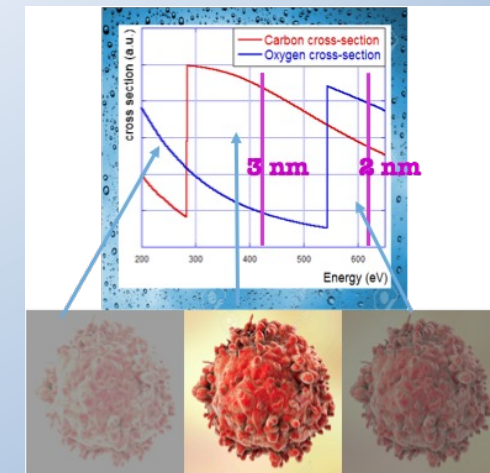 Carbon cross-section
Oxygen cross-section
cross section (a.u.)
3 nm
2 nm
200
300
400
500
600
Energy (eV)